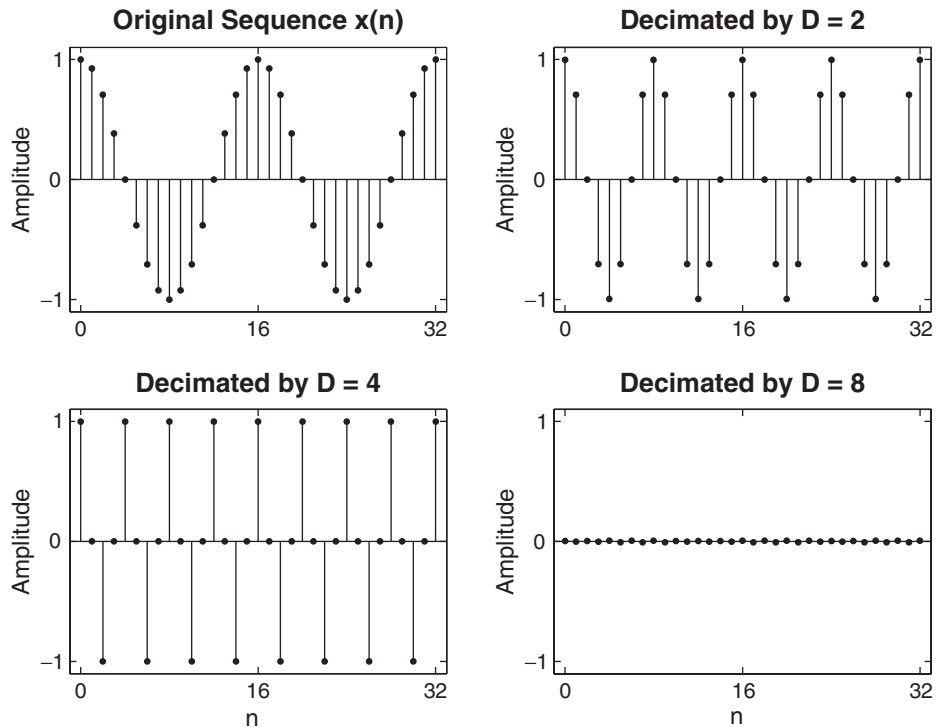 Original Sequence x(n)
Amplitude
1
0
−1
0
16
32
Decimated by D = 2
Amplitude
1
0
−1
0
16
32
Decimated by D = 4
Amplitude
1
0
−1
0
16
32
n
Decimated by D = 8
Amplitude
1
0
−1
0
16
32
n